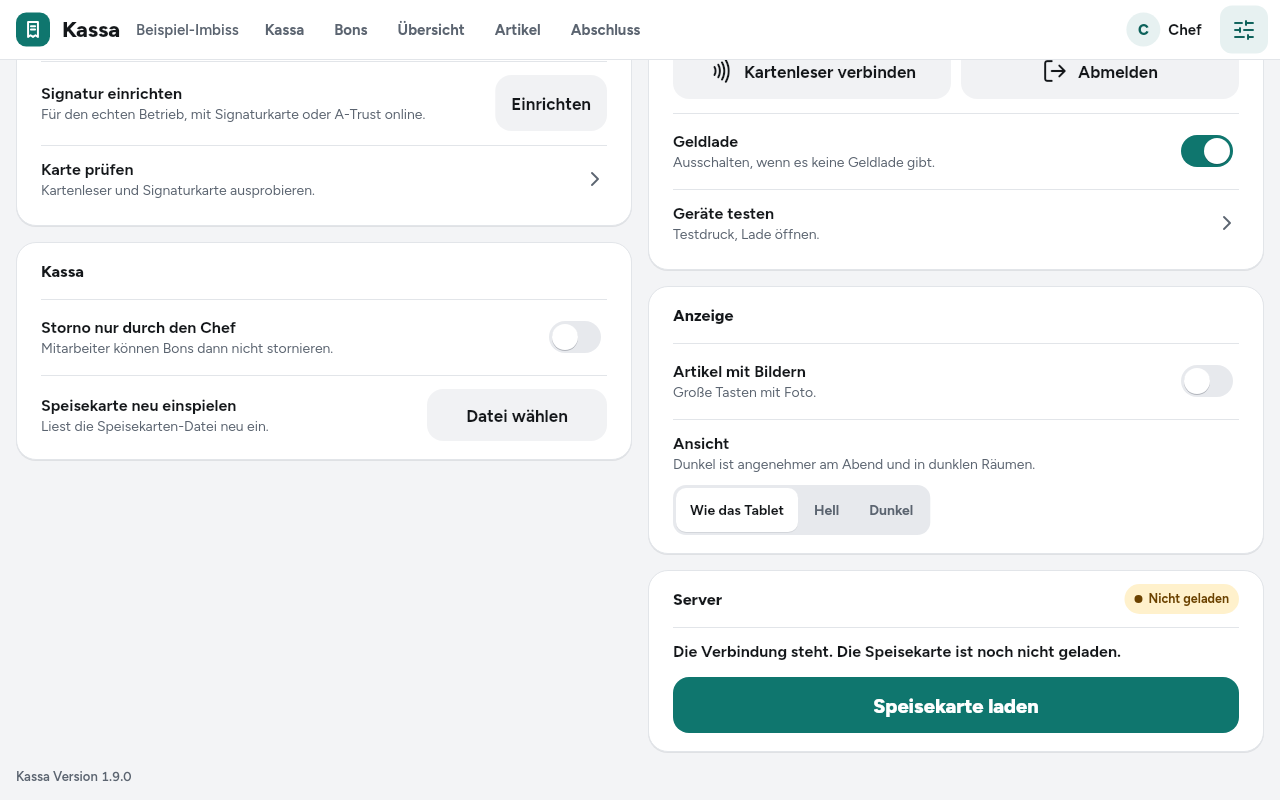 Kassa Beispiel-Imbiss Kassa Bons Übersicht Artikel Abschluss C Chef
Signatur einrichten
Für den echten Betrieb, mit Signaturkarte oder A-Trust online.
Einrichten
Karte prüfen
Kartenleser und Signaturkarte ausprobieren.
Kassa
Storno nur durch den Chef
Mitarbeiter können Bons dann nicht stornieren.
Speisekarte neu einspielen
Liest die Speisekarten-Datei neu ein.
Datei wählen
Kartenleser verbinden
Abmelden
Geldlade
Ausschalten, wenn es keine Geldlade gibt.
Geräte testen
Testdruck, Lade öffnen.
Anzeige
Artikel mit Bildern
Große Tasten mit Foto.
Ansicht
Dunkel ist angenehmer am Abend und in dunklen Räumen.
Wie das Tablet Hell Dunkel
Server
Nicht geladen
Die Verbindung steht. Die Speisekarte ist noch nicht geladen.
Speisekarte laden
Kassa Version 1.9.0